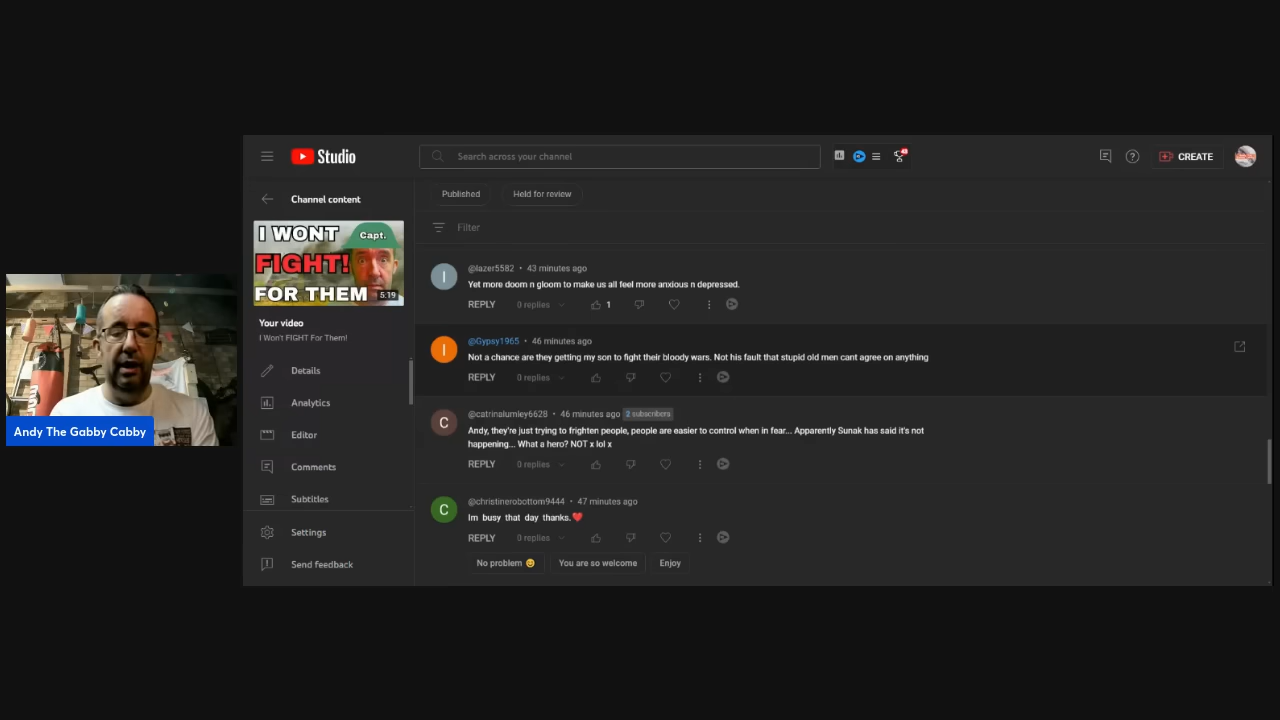 Studio
Search across your channel
CREATE
Channel content
I WONT
Capt.
FIGHT!
FOR THEM
5:19
Your video
I Won't FIGHT For Them!
Details
Analytics
Editor
Comments
Subtitles
Settings
Send feedback
Andy The Gabby Cabby
Published Held for review
Filter
I
@lazer5582 • 43 minutes ago
Yet more doom n gloom to make us all feel more anxious n depressed.
REPLY 0 replies 1
I
@Gypsy1965 • 46 minutes ago
Not a chance are they getting my son to fight their bloody wars. Not his fault that stupid old men cant agree on anything
REPLY 0 replies
C
@catrinalumley6628 • 46 minutes ago 2 subscribers
Andy, they're just trying to frighten people, people are easier to control when in fear... Apparently Sunak has said it's not
happening... What a hero? NOT x lol x
REPLY 0 replies
C
@christinerobottom9444 • 47 minutes ago
Im busy that day thanks.❤️
REPLY 0 replies
No problem 😊 You are so welcome Enjoy